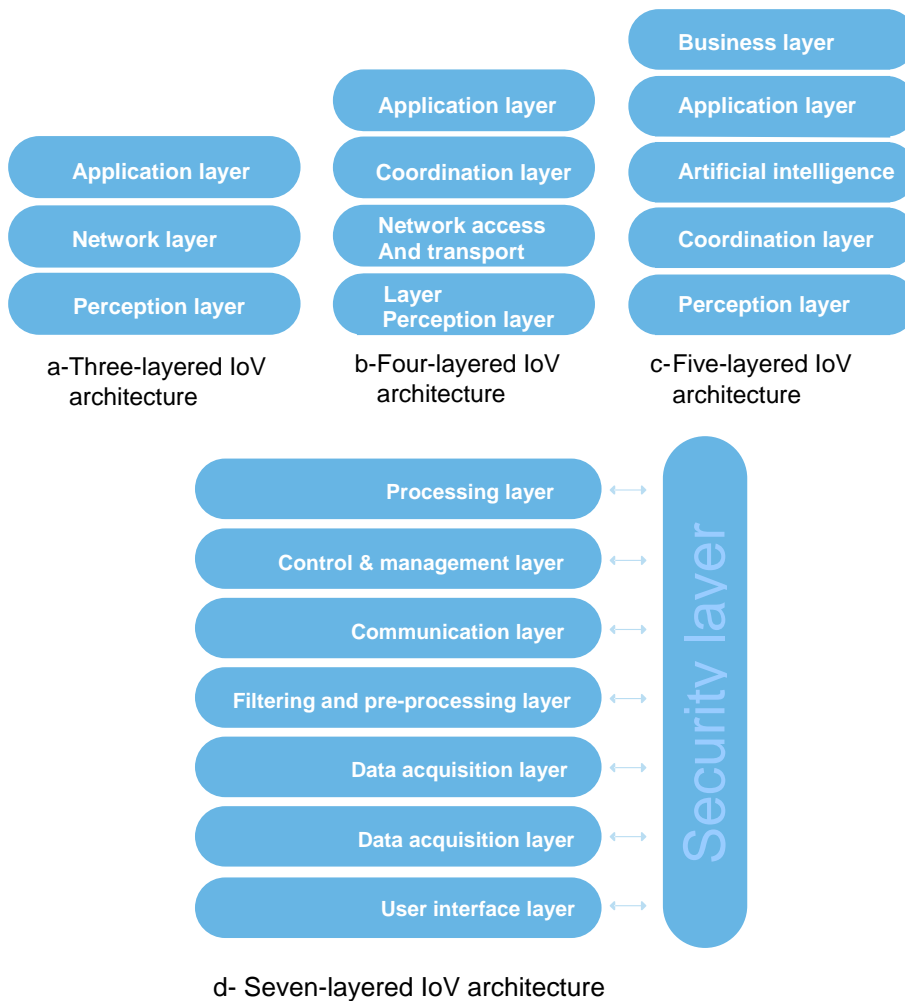 Application layer
Network layer
Perception layer
a-Three-layered IoV
architecture
Application layer
Coordination layer
Network access
And transport
Layer
Perception layer
b-Four-layered IoV
architecture
Business layer
Application layer
Artificial intelligence
Coordination layer
Perception layer
c-Five-layered IoV
architecture
Processing layer
Control & management layer
Communication layer
Filtering and pre-processing layer
Data acquisition layer
Data acquisition layer
User interface layer
Security layer
d- Seven-layered IoV architecture